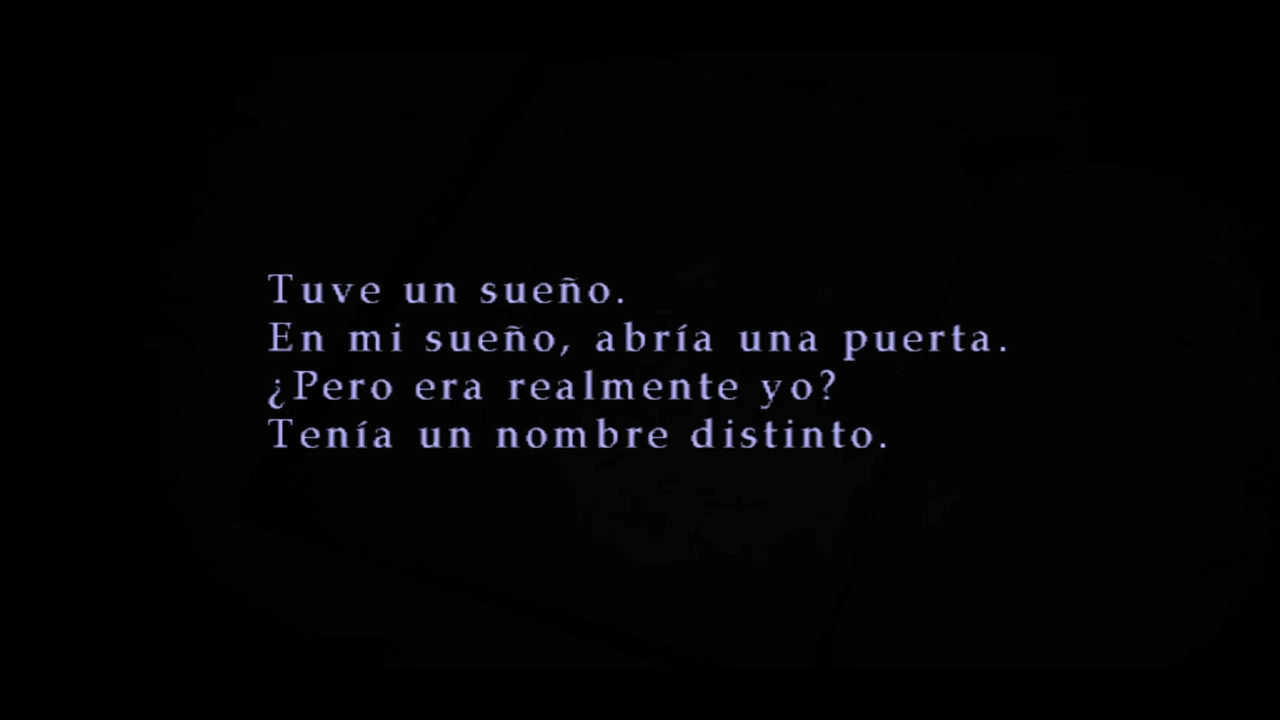 Tuve un sueño.
En mi sueño, abría una puerta.
¿Pero era realmente yo?
Tenía un nombre distinto.